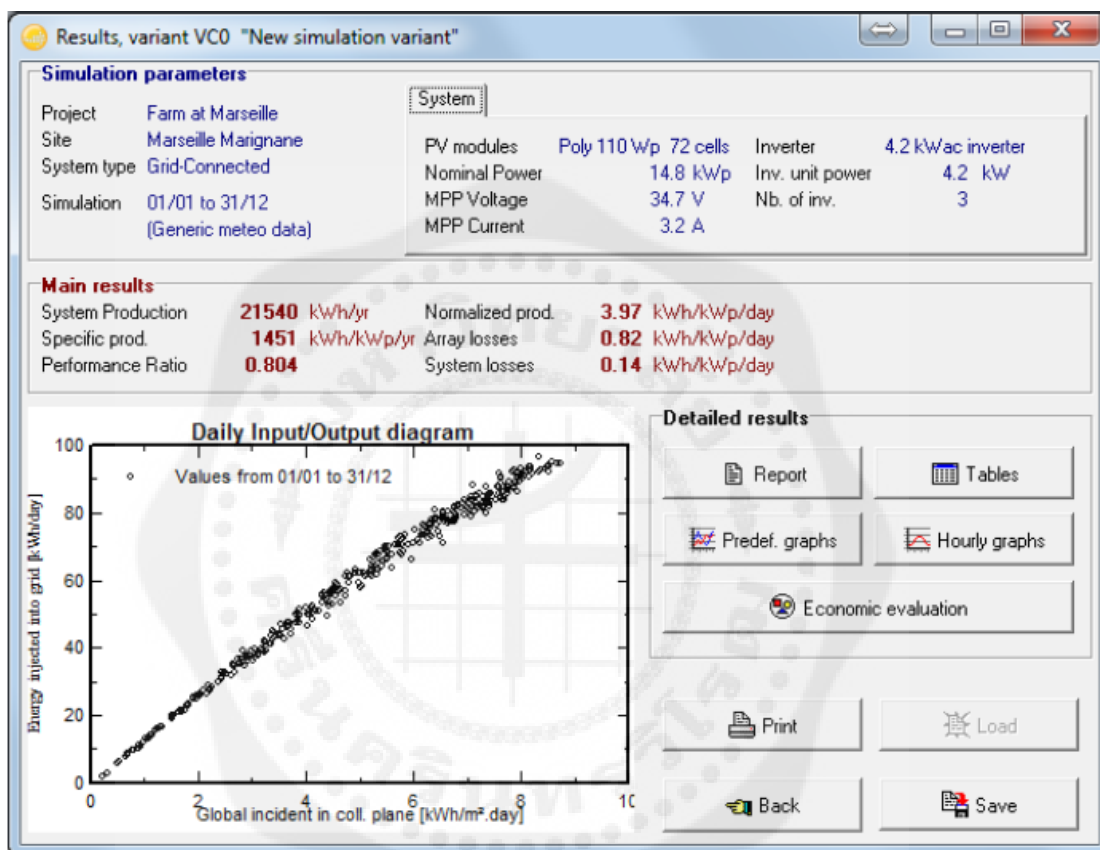 Results, variant VC0 "New simulation variant"
Simulation parameters
Project Farm at Marseille
Site Marseille Marignane
System type Grid-Connected
Simulation 01/01 to 31/12
(Generic meteo data)
System
PV modules Poly 110 Wp 72 cells Inverter 4.2 kWac inverter
Nominal Power 14.8 kWp Inv. unit power 4.2 kW
MPP Voltage 34.7 V Nb. of inv. 3
MPP Current 3.2 A
Main results
System Production 21540 kWh/yr Normalized prod. 3.97 kWh/kWp/day
Specific prod. 1451 kWh/kWp/yr Array losses 0.82 kWh/kWp/day
Performance Ratio 0.804 System losses 0.14 kWh/kWp/day
Daily Input/Output diagram
Values from 01/01 to 31/12
Energy injected into grid [kWh/day]
100
80
60
40
20
0
0 2 4 6 8 10
Global incident in coll. plane [kWh/m².day]
Detailed results
Report Tables
Predef. graphs Hourly graphs
Economic evaluation
Print Load
Back Save